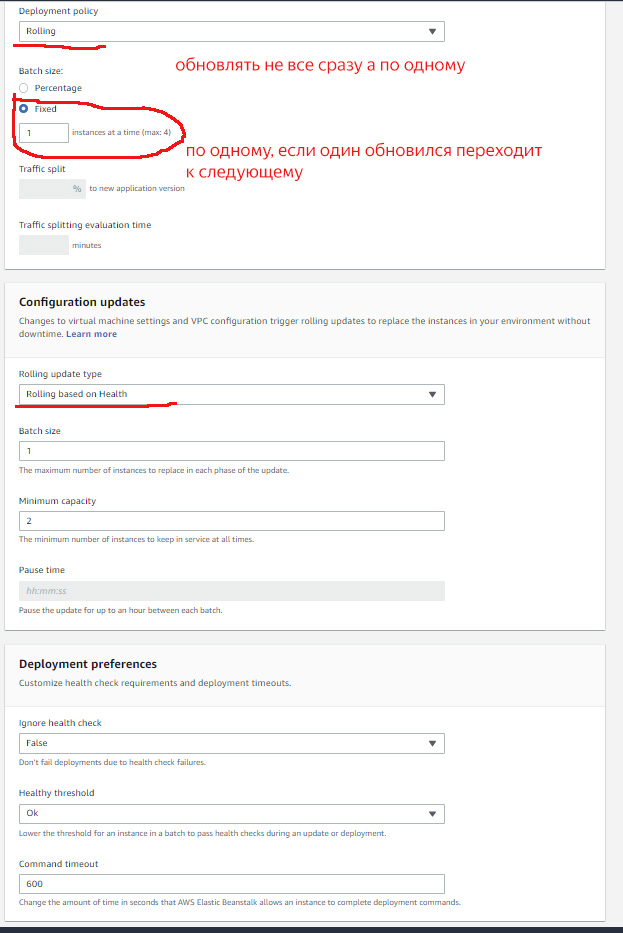 Deployment policy
Rolling
обновлять не все сразу а по одному
Batch size:
Percentage
Fixed
1 instances at a time (max: 4)
по одному, если один обновился переходит
к следующему
Traffic split
% to new application version
Traffic splitting evaluation time
minutes
Configuration updates
Changes to virtual machine settings and VPC configuration trigger rolling updates to replace the instances in your environment without
downtime. Learn more
Rolling update type
Rolling based on Health
Batch size
1
The maximum number of instances to replace in each phase of the update.
Minimum capacity
2
The minimum number of instances to keep in service at all times.
Pause time
hh:mm:ss
Pause the update for up to an hour between each batch.
Deployment preferences
Customize health check requirements and deployment timeouts.
Ignore health check
False
Don't fail deployments due to health check failures.
Healthy threshold
Ok
Lower the threshold for an instance in a batch to pass health checks during an update or deployment.
Command timeout
600
Change the amount of time in seconds that AWS Elastic Beanstalk allows an instance to complete deployment commands.